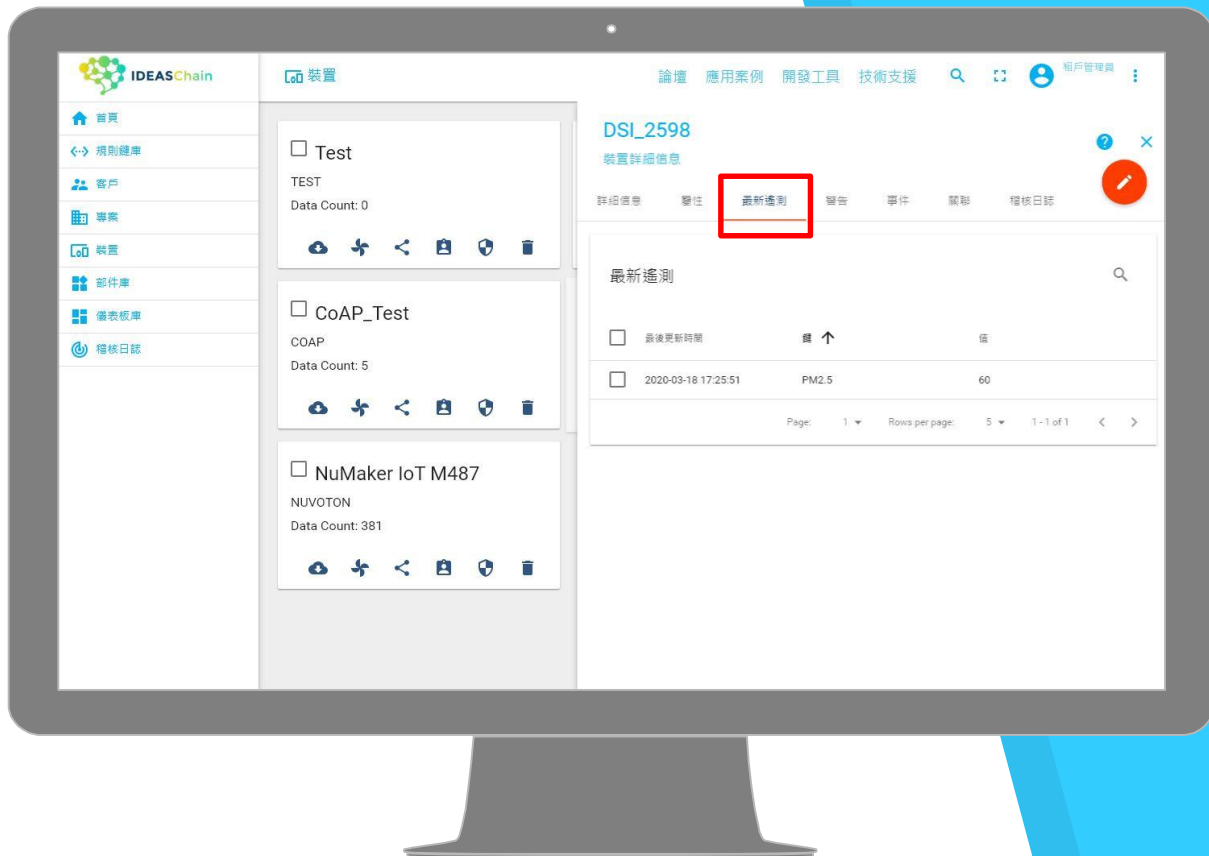 IDEASChain
裝置
論壇 應用案例 開發工具 技術支援
租戶管理員
首頁
規則鏈庫
客戶
專案
裝置
部件庫
儀表板庫
稽核日誌
Test
TEST
Data Count: 0
CoAP_Test
COAP
Data Count: 5
NuMaker IoT M487
NUVOTON
Data Count: 381
DSI_2598
裝置詳細信息
詳細信息 屬性 最新遙測 警告 事件 關聯 稽核日誌
最新遙測
最後更新時間 鍵 值
2020-03-18 17:25:51 PM2.5 60
Page: 1 Rows per page: 5 1 - 1 of 1